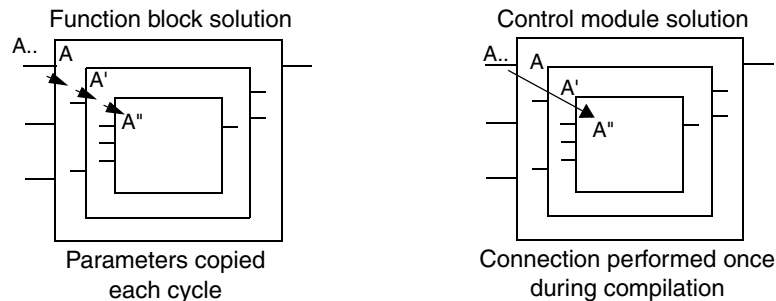 Function block solution
A..
A
A'
A"
Parameters copied
each cycle
Control module solution
A..
A
A'
A"
Connection performed once
during compilation